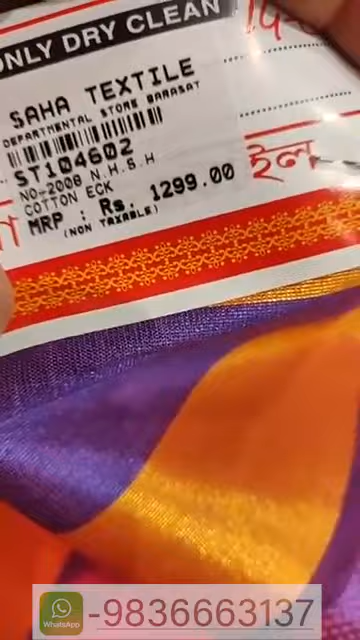 ONLY DRY CLEAN
SAHA TEXTILE
DEPARTMENTAL STORE BARASAT
ST104602
NO-2008 N.H.S.H
COTTON ECK
MRP : Rs. 1299.00
(NON TAXABLE)
WhatsApp
-9836663137